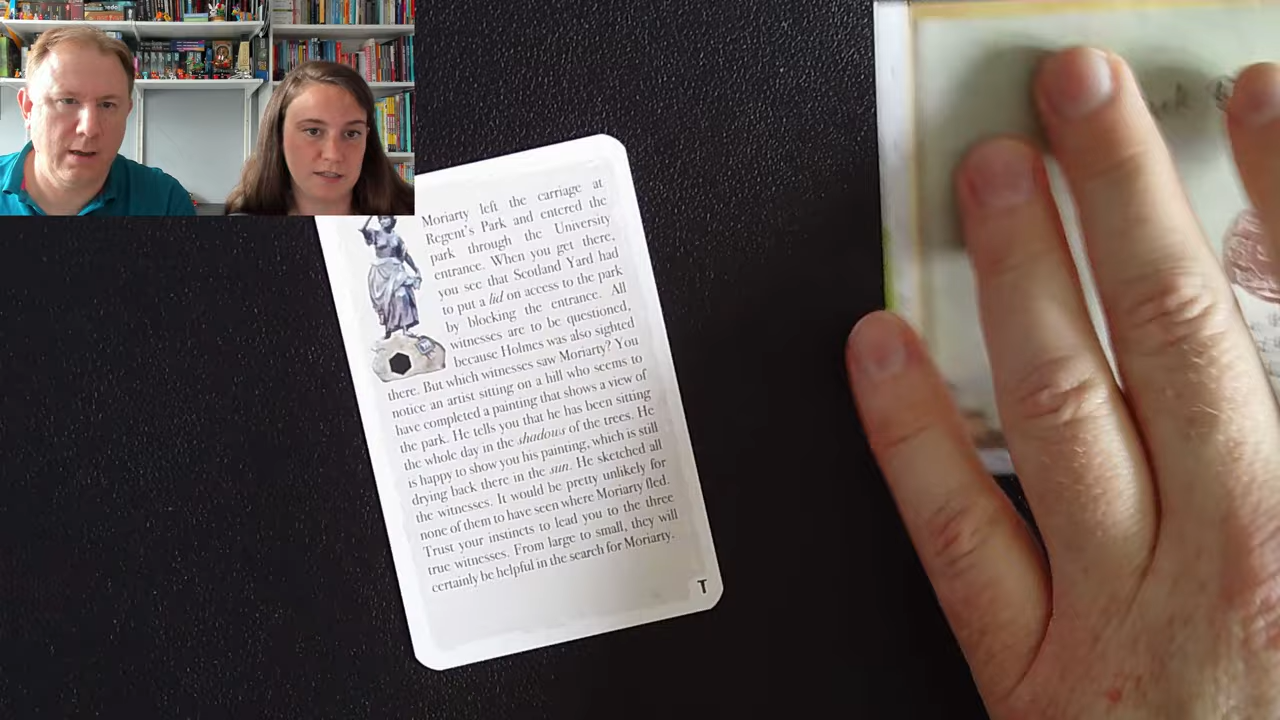 Moriarty left the carriage at
Regent's Park and entered the
park through the University
entrance. When you get there,
you see that Scotland Yard had
to put a lid on access to the park
by blocking the entrance. All
witnesses are to be questioned,
because Holmes was also sighted
there. But which witnesses saw Moriarty? You
notice an artist sitting on a hill who seems to
have completed a painting that shows a view of
the park. He tells you that he has been sitting
the whole day in the shadows of the trees. He
is happy to show you his painting, which is still
drying back there in the sun. He sketched all
the witnesses. It would be pretty unlikely for
none of them to have seen where Moriarty fled.
Trust your instincts to lead you to the three
true witnesses. From large to small, they will
certainly be helpful in the search for Moriarty.
T